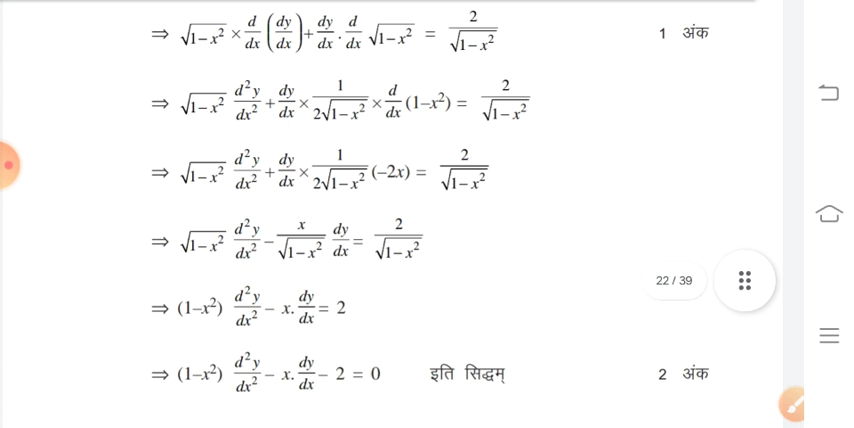 ⇒ √(1–x²) × d/dx (dy/dx) + dy/dx . d/dx √(1–x²) = 2/√(1–x²) 1 अंक
⇒ √(1–x²) d²y/dx² + dy/dx × 1/2√(1–x²) × d/dx (1–x²) = 2/√(1–x²)
⇒ √(1–x²) d²y/dx² + dy/dx × 1/2√(1–x²) (–2x) = 2/√(1–x²)
⇒ √(1–x²) d²y/dx² – x/√(1–x²) dy/dx = 2/√(1–x²)
22 / 39
⇒ (1–x²) d²y/dx² – x. dy/dx = 2
⇒ (1–x²) d²y/dx² – x. dy/dx – 2 = 0 इति सिद्धम् 2 अंक